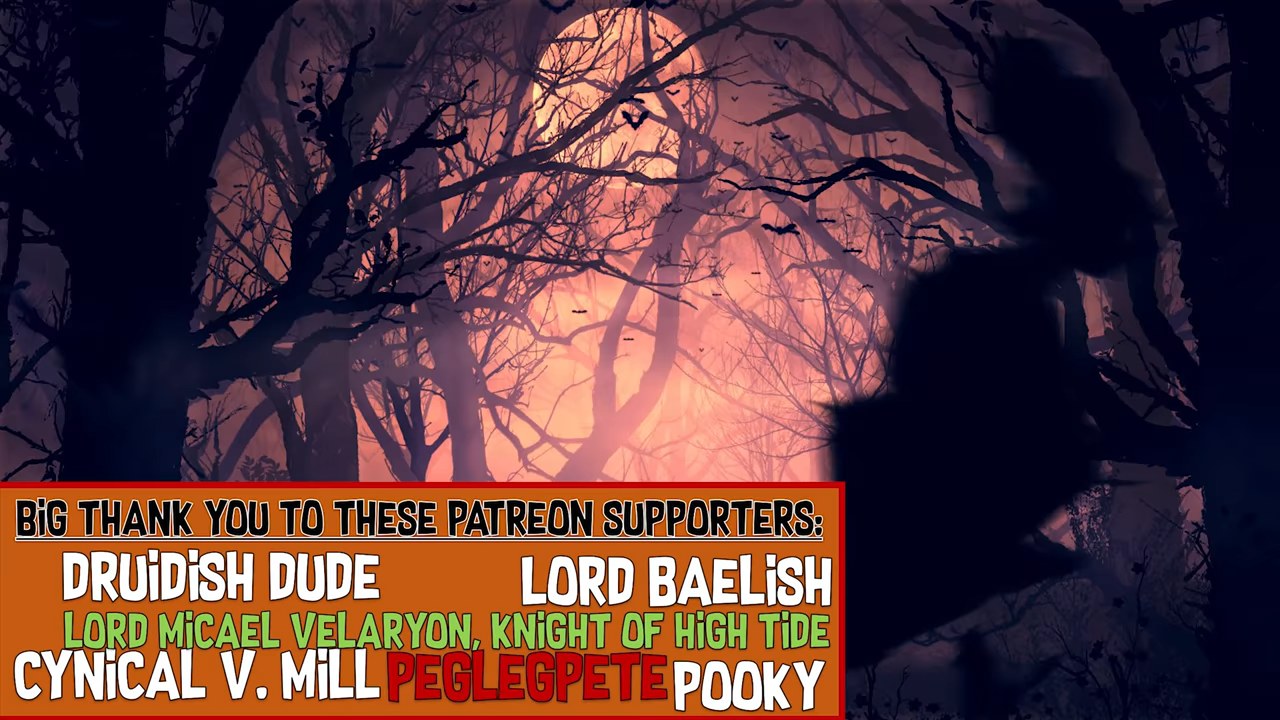 BIG THANK YOU TO THESE PATREON SUPPORTERS:
DRUIDISH DUDE LORD BAELISH
LORD MICAEL VELARYON, KNIGHT OF HIGH TIDE
CYNICAL V. MILL PEGLEGPETE POOKY